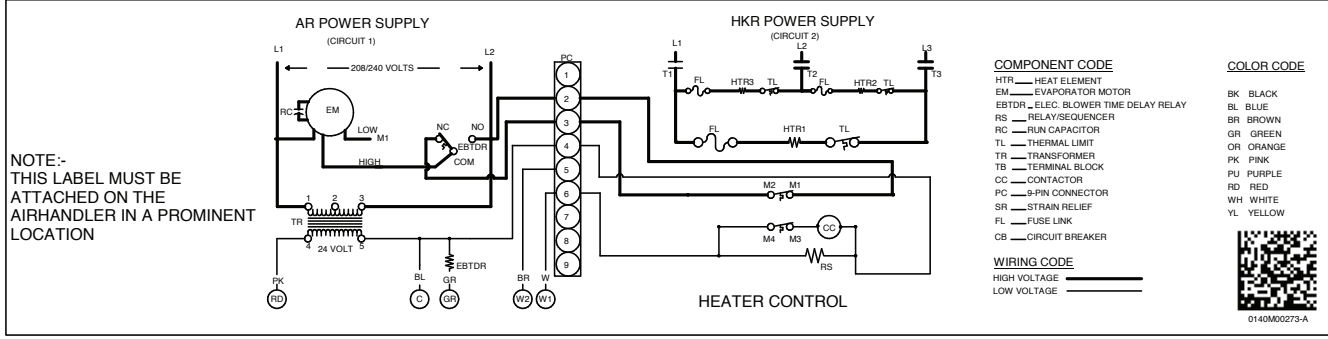 NOTE:-
THIS LABEL MUST BE
ATTACHED ON THE
AIRHANDLER IN A PROMINENT
LOCATION
AR POWER SUPPLY
(CIRCUIT 1)
L1
L2
208/240 VOLTS
RC
EM
LOW
M1
HIGH
NC
NO
EBTDR
COM
1 2 3
TR
4 24 VOLT 5
EBTDR
PK
BL
GR
BR
W
RD
C
GR
W2
W1
PC
1
2
3
4
5
6
7
8
9
HKR POWER SUPPLY
(CIRCUIT 2)
L1
L2
L3
T1
T2
T3
FL
HTR3
TL
FL
HTR2
TL
FL
HTR1
TL
M2
M1
M4
M3
CC
RS
HEATER CONTROL
COMPONENT CODE
HTR HEAT ELEMENT
EM EVAPORATOR MOTOR
EBTDR ELEC. BLOWER TIME DELAY RELAY
RS RELAY/SEQUENCER
RC RUN CAPACITOR
TL THERMAL LIMIT
TR TRANSFORMER
TB TERMINAL BLOCK
CC CONTACTOR
PC 9-PIN CONNECTOR
SR STRAIN RELIEF
FL FUSE LINK
CB CIRCUIT BREAKER
WIRING CODE
HIGH VOLTAGE
LOW VOLTAGE
COLOR CODE
BK BLACK
BL BLUE
BR BROWN
GR GREEN
OR ORANGE
PK PINK
PU PURPLE
RD RED
WH WHITE
YL YELLOW
0140M00273-A